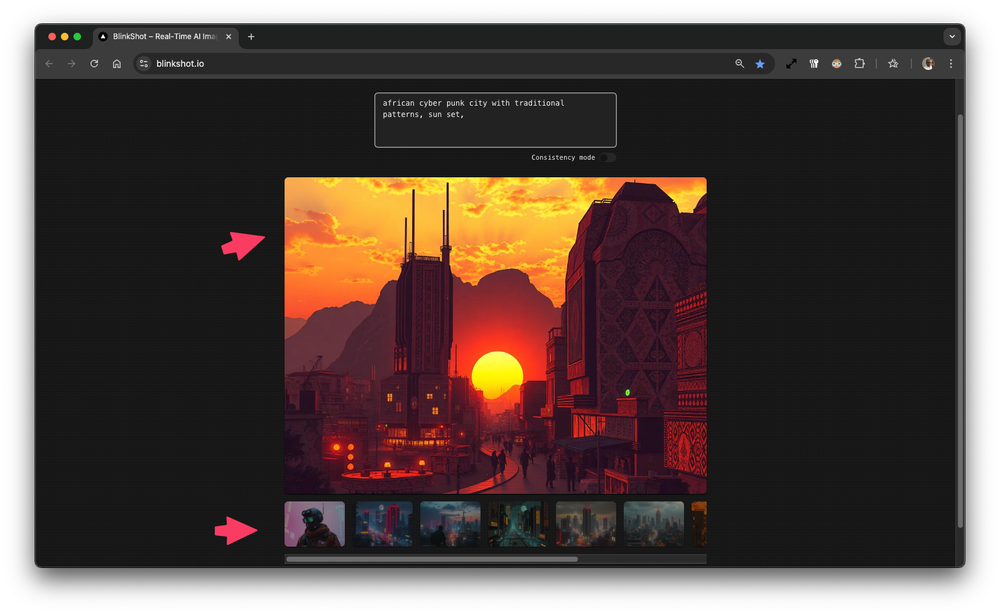 BlinkShot – Real-Time AI Ima
blinkshot.io
african cyber punk city with traditional
patterns, sun set,
Consistency mode